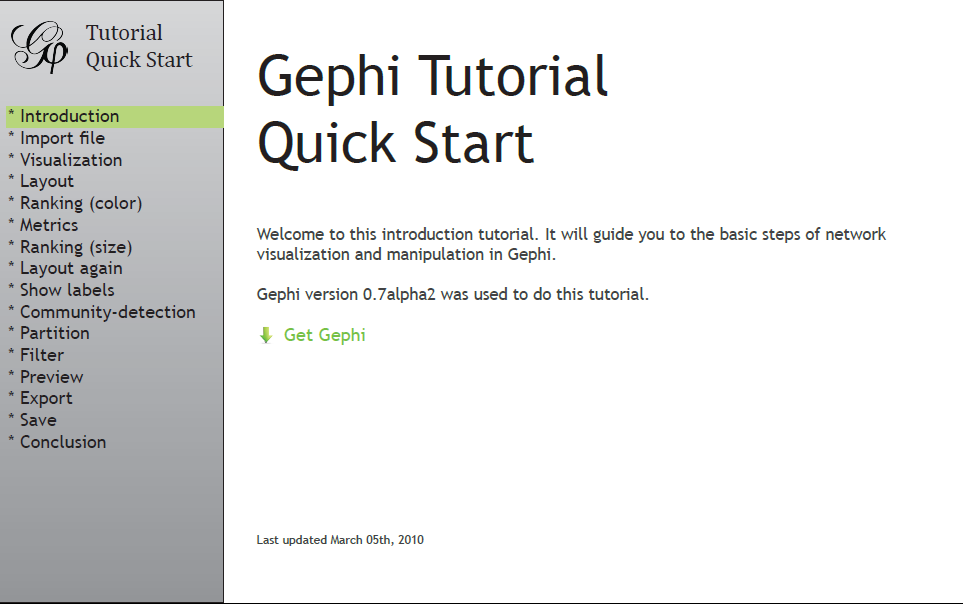 Tutorial
Quick Start
* Introduction
* Import file
* Visualization
* Layout
* Ranking (color)
* Metrics
* Ranking (size)
* Layout again
* Show labels
* Community-detection
* Partition
* Filter
* Preview
* Export
* Save
* Conclusion
Gephi Tutorial
Quick Start
Welcome to this introduction tutorial. It will guide you to the basic steps of network
visualization and manipulation in Gephi.
Gephi version 0.7alpha2 was used to do this tutorial.
Get Gephi
Last updated March 05th, 2010